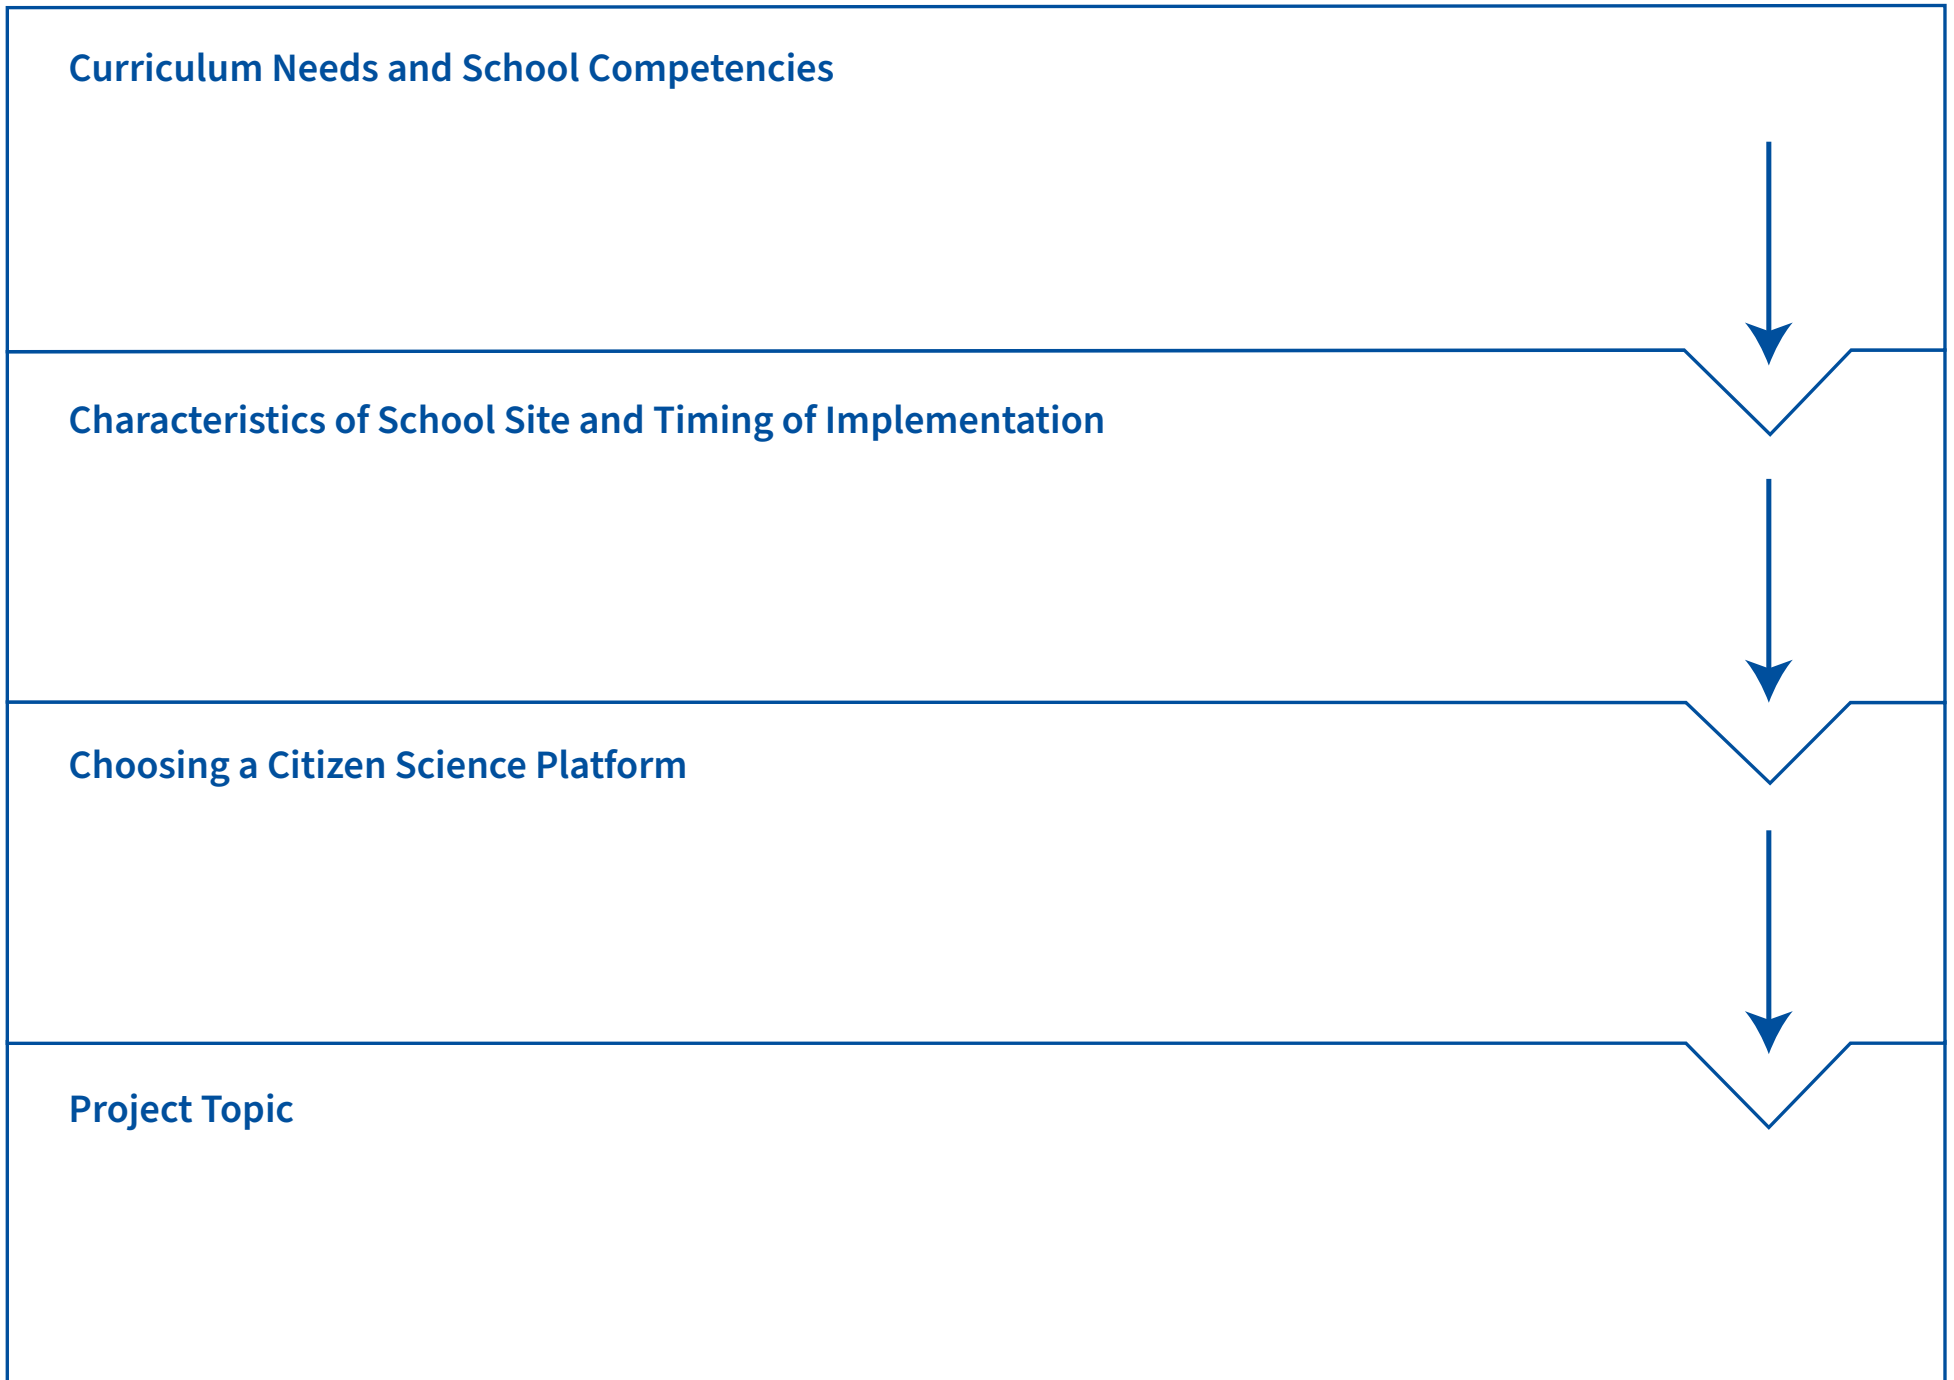 Curriculum Needs and School Competencies
Characteristics of School Site and Timing of Implementation
Choosing a Citizen Science Platform
Project Topic